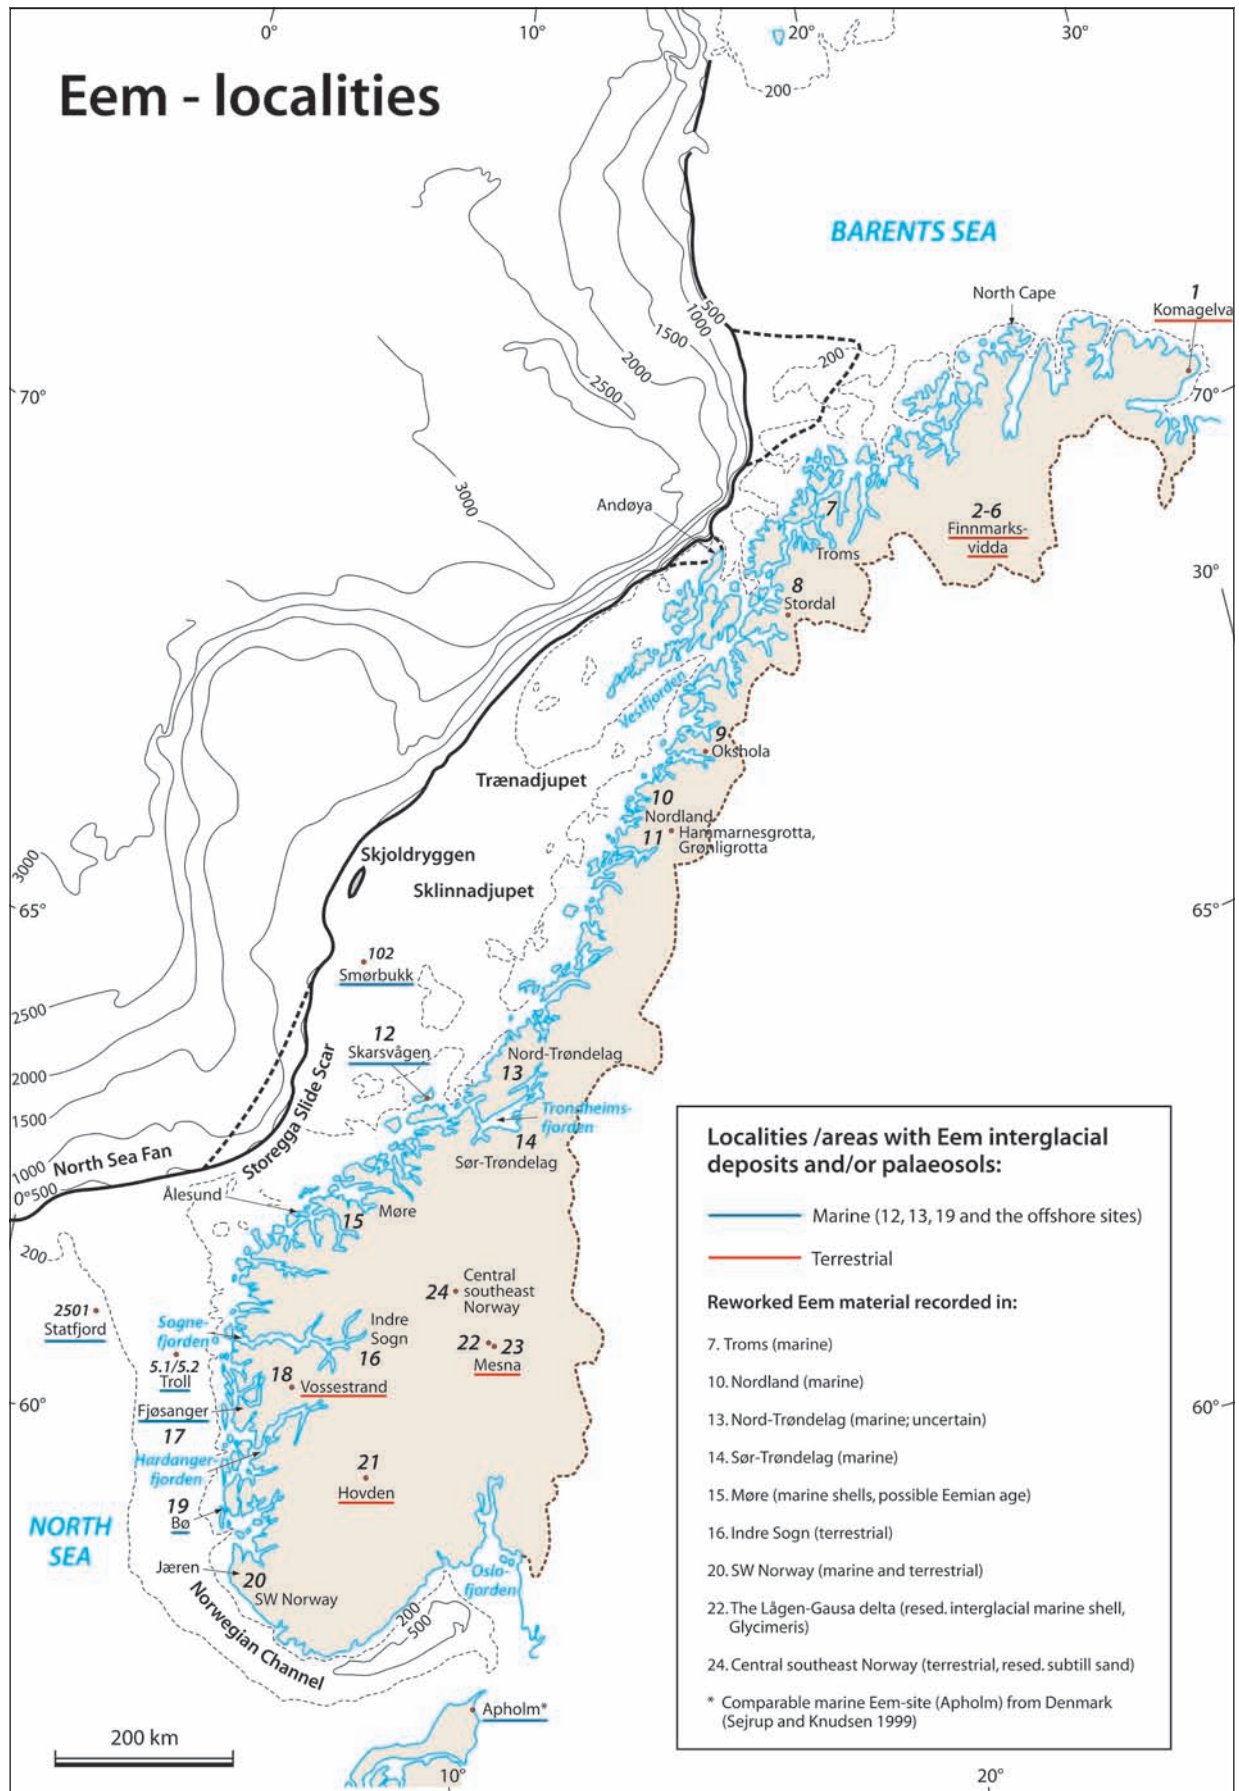 0°
10°
20°
30°
Eem - localities
200
BARENTS SEA
North Cape
1
Komagelva
500
1000
1500
2000
2500
200
70°
70°
3000
Andøya
7
Troms
2-6
Finnmarks-
vidda
30°
8
Stordal
Vestfjorden
9
Okshola
Trænadjupet
10
Nordland
11
Hammarnesgrotta,
Grønligrotta
3000
Skjoldryggen
Sklinnadjupet
65°
65°
102
Smørbukk
2500
12
Skarsvågen
Nord-Trøndelag
13
2000
1500
Storegga Slide Scar
Trondheims-
fjorden
14
Sør-Trøndelag
North Sea Fan
1000
0°
500
Ålesund
15
Møre
200
24
Central
southeast
Norway
2501
Statfjord
Sogne-
fjorden
Indre
Sogn
16
22
23
Mesna
5.1/5.2
Troll
18
Vossestrand
60°
60°
Fjøsanger
17
Hardanger-
fjorden
21
Hovden
19
Bø
NORTH
SEA
Jæren
20
SW Norway
Oslo-
fjorden
200
500
Norwegian Channel
Apholm*
200 km
10°
20°
Localities /areas with Eem interglacial
deposits and/or palaeosols:
Marine (12, 13, 19 and the offshore sites)
Terrestrial
Reworked Eem material recorded in:
7. Troms (marine)
10. Nordland (marine)
13. Nord-Trøndelag (marine; uncertain)
14. Sør-Trøndelag (marine)
15. Møre (marine shells, possible Eemian age)
16. Indre Sogn (terrestrial)
20. SW Norway (marine and terrestrial)
22. The Lågen-Gausa delta (resed. interglacial marine shell,
Glycimeris)
24. Central southeast Norway (terrestrial, resed. subtill sand)
* Comparable marine Eem-site (Apholm) from Denmark
(Sejrup and Knudsen 1999)